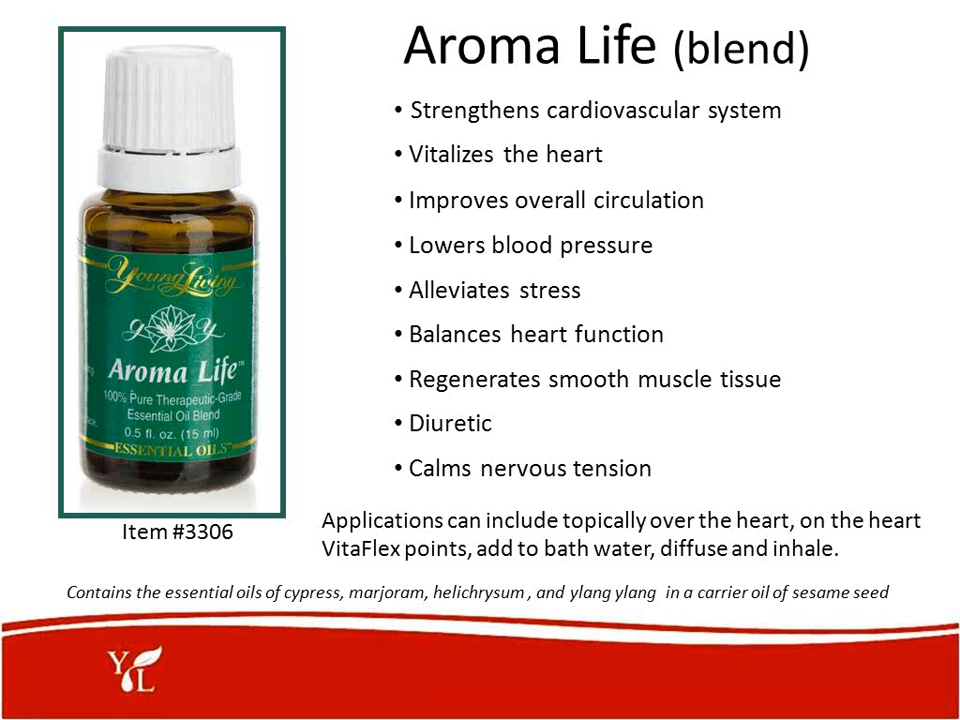 Aroma Life (blend)
• Strengthens cardiovascular system
• Vitalizes the heart
• Improves overall circulation
• Lowers blood pressure
• Alleviates stress
• Balances heart function
• Regenerates smooth muscle tissue
• Diuretic
• Calms nervous tension
Young Living
g y
Aroma Life™
100% Pure Therapeutic-Grade
Essential Oil Blend
0.5 fl. oz. (15 ml)
ESSENTIAL OILS™
Item #3306
Applications can include topically over the heart, on the heart
VitaFlex points, add to bath water, diffuse and inhale.
Contains the essential oils of cypress, marjoram, helichrysum , and ylang ylang in a carrier oil of sesame seed
Y L